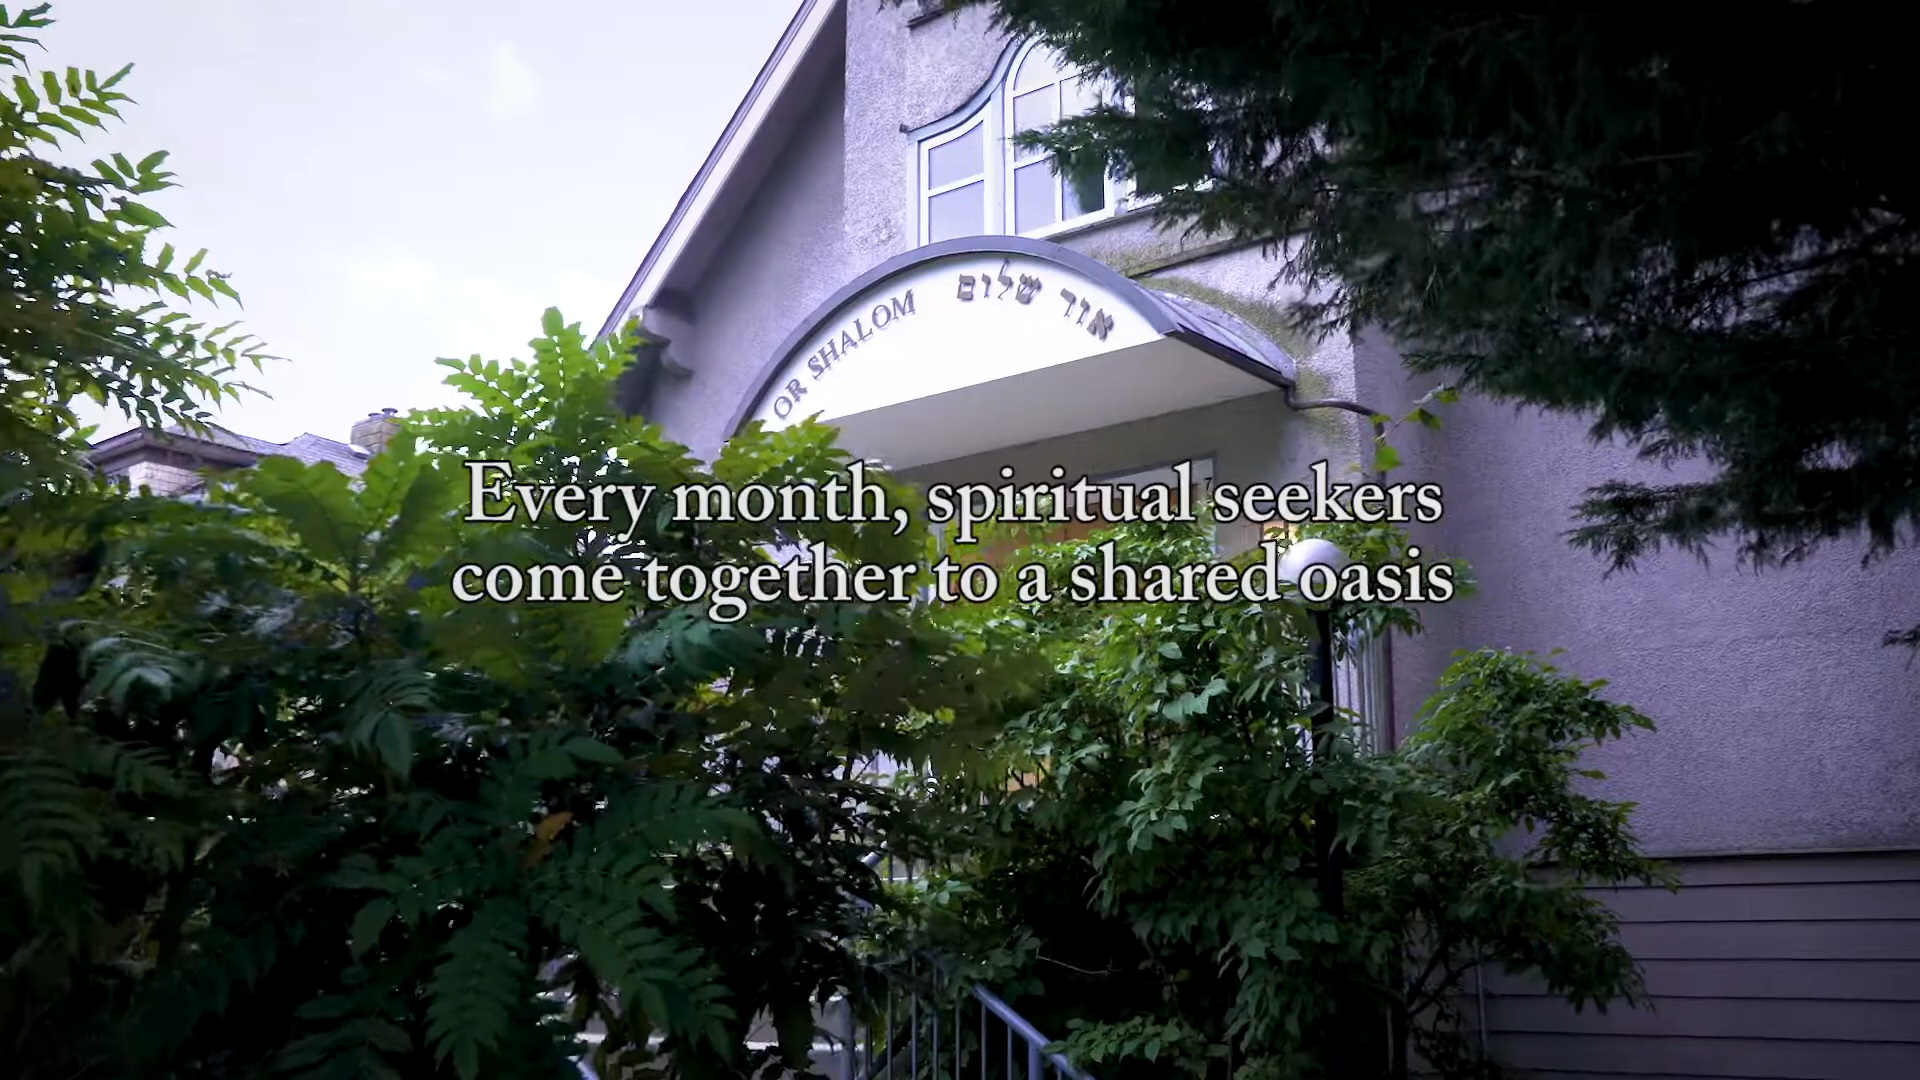 OR SHALOM אור שלום
Every month, spiritual seekers
come together to a shared oasis